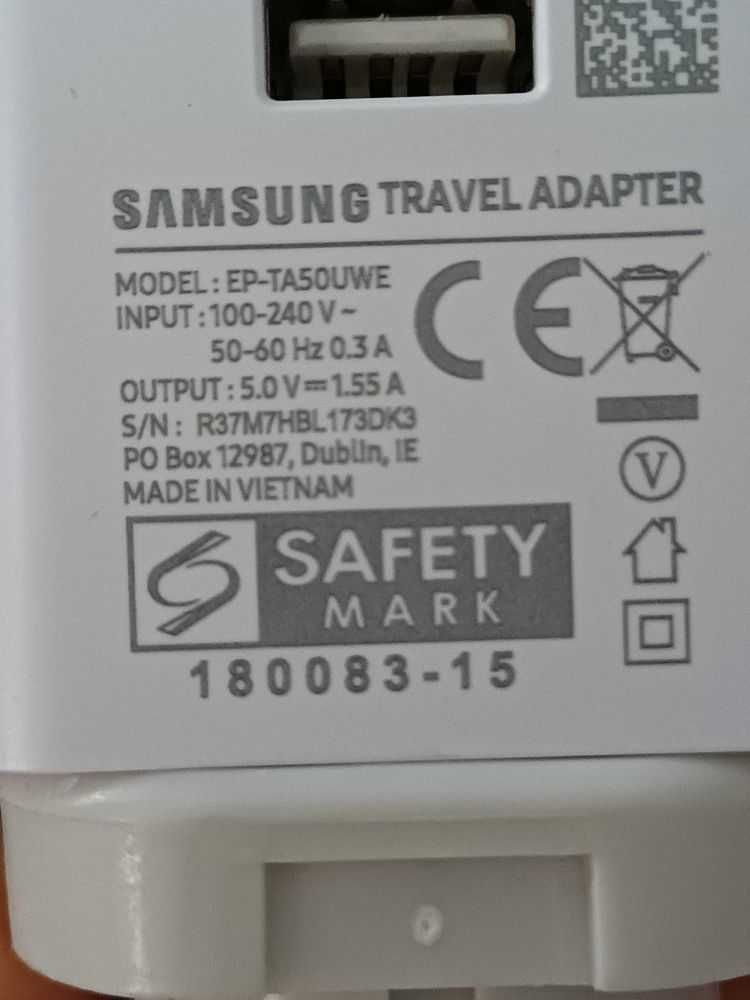 SAMSUNG TRAVEL ADAPTER
MODEL : EP-TA50UWE
INPUT : 100-240 V~
50-60 Hz 0.3 A
OUTPUT : 5.0 V⎓1.55 A
S/N : R37M7HBL173DK3
PO Box 12987, Dublin, IE
MADE IN VIETNAM
CE
V
SAFETY
MARK
180083-15